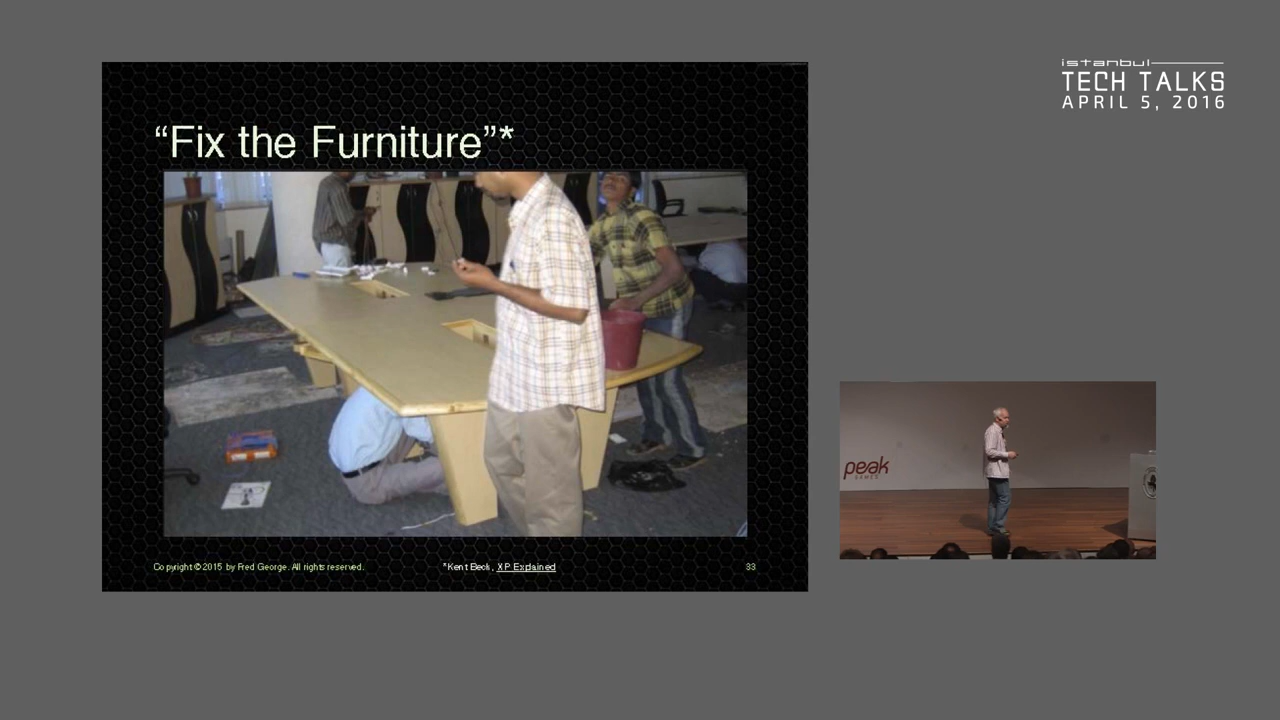 istanbul
TECH TALKS
APRIL 5, 2016
“Fix the Furniture”*
peak
GAMES
Copyright © 2015 by Fred George. All rights reserved.
*Kent Beck, XP Explained
33